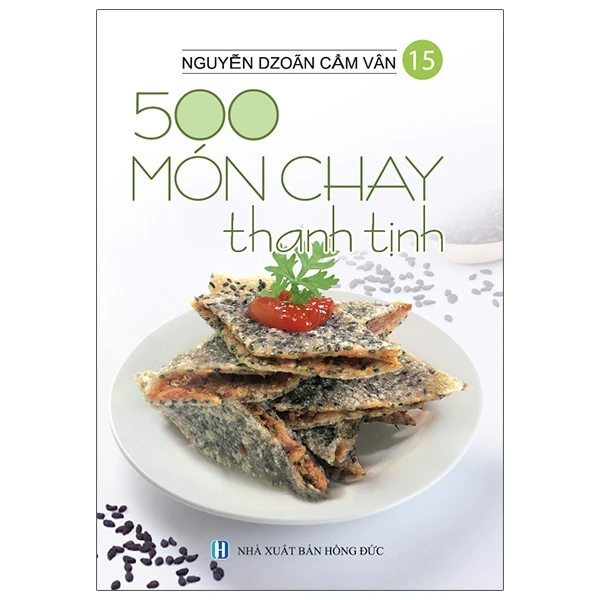 NGUYỄN DZOÃN CẨM VÂN 15
500
MÓN CHAY
thanh tịnh
H NHÀ XUẤT BẢN HỒNG ĐỨC